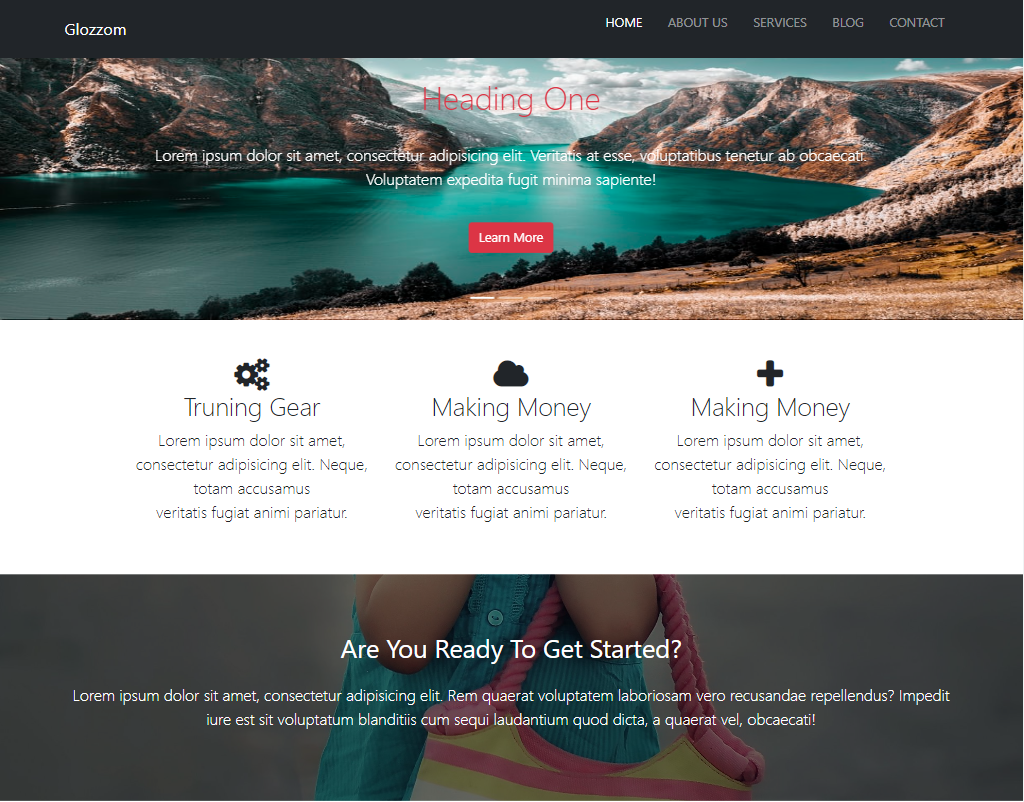 Glozzom
HOME ABOUT US SERVICES BLOG CONTACT
Heading One
Lorem ipsum dolor sit amet, consectetur adipisicing elit. Veritatis at esse, voluptatibus tenetur ab obcaecati.
Voluptatem expedita fugit minima sapiente!
Learn More
Truning Gear
Lorem ipsum dolor sit amet,
consectetur adipisicing elit. Neque,
totam accusamus
veritatis fugiat animi pariatur.
Making Money
Lorem ipsum dolor sit amet,
consectetur adipisicing elit. Neque,
totam accusamus
veritatis fugiat animi pariatur.
Making Money
Lorem ipsum dolor sit amet,
consectetur adipisicing elit. Neque,
totam accusamus
veritatis fugiat animi pariatur.
Are You Ready To Get Started?
Lorem ipsum dolor sit amet, consectetur adipisicing elit. Rem quaerat voluptatem laboriosam vero recusandae repellendus? Impedit
iure est sit voluptatum blanditiis cum sequi laudantium quod dicta, a quaerat vel, obcaecati!